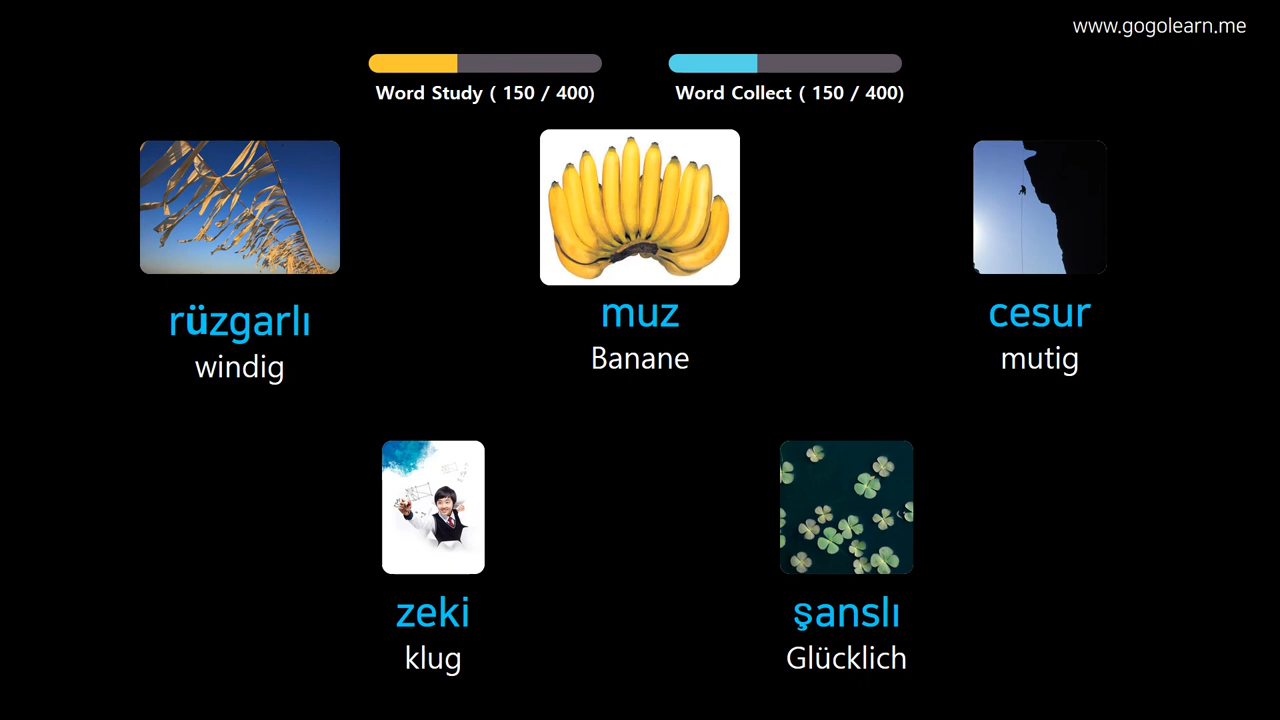 www.gogolearn.me
Word Study ( 150 / 400)
Word Collect ( 150 / 400)
rüzgarlı
windig
muz
Banane
cesur
mutig
zeki
klug
şanslı
Glücklich